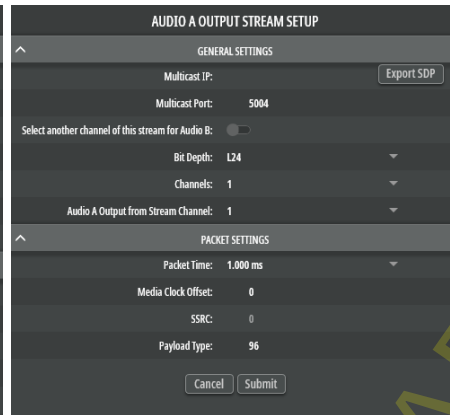 AUDIO A OUTPUT STREAM SETUP
GENERAL SETTINGS
Multicast IP: Export SDP
Multicast Port: 5004
Select another channel of this stream for Audio B:
Bit Depth: L24
Channels: 1
Audio A Output from Stream Channel: 1
PACKET SETTINGS
Packet Time: 1.000 ms
Media Clock Offset: 0
SSRC: 0
Payload Type: 96
Cancel Submit